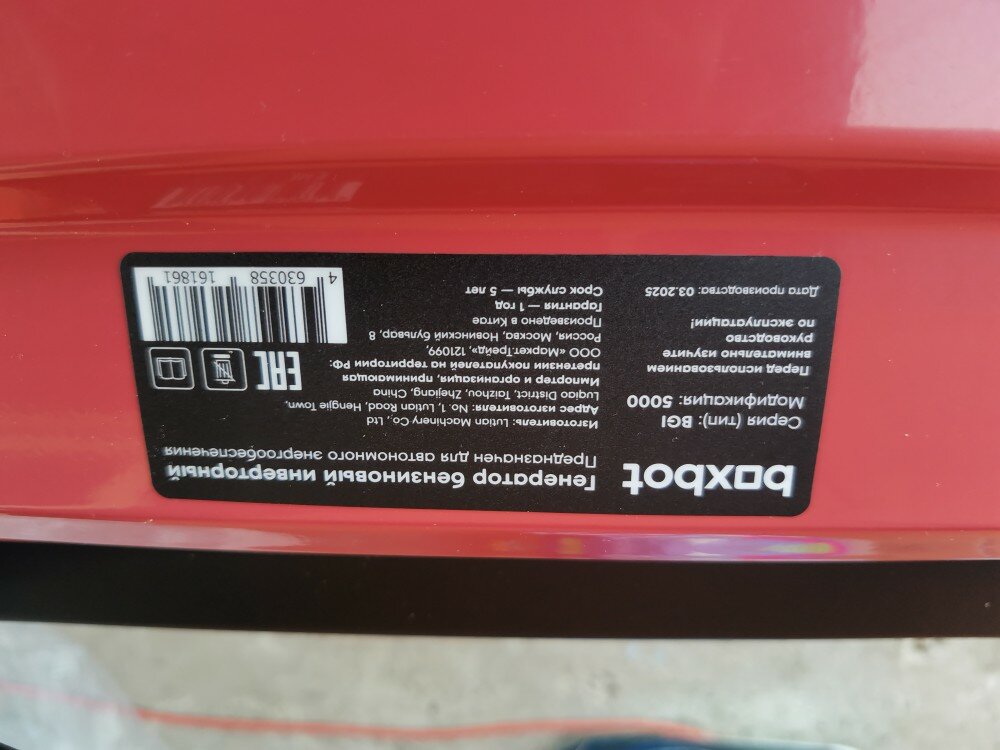 boxbot
Серия (тип): BGI
Модификация: 5000
Перед использованием
внимательно изучите
руководство
по эксплуатации!
Дата производства: 03.2025
Генератор бензиновый инверторный
Предназначен для автономного энергообеспечения
Изготовитель: Lutian Machinery Co., Ltd
Адрес изготовителя: No. 1, Lutian Road, Hengjie Town,
Luqiao District, Taizhou, Zhejiang, China
Импортер и организация, принимающая
претензии покупателей на территории РФ:
ООО «Маркет.Трейд», 121099,
Россия, Москва, Новинский бульвар, 8
Произведено в Китае
Гарантия — 1 год
Срок службы — 5 лет
EAC
4 630358 161861